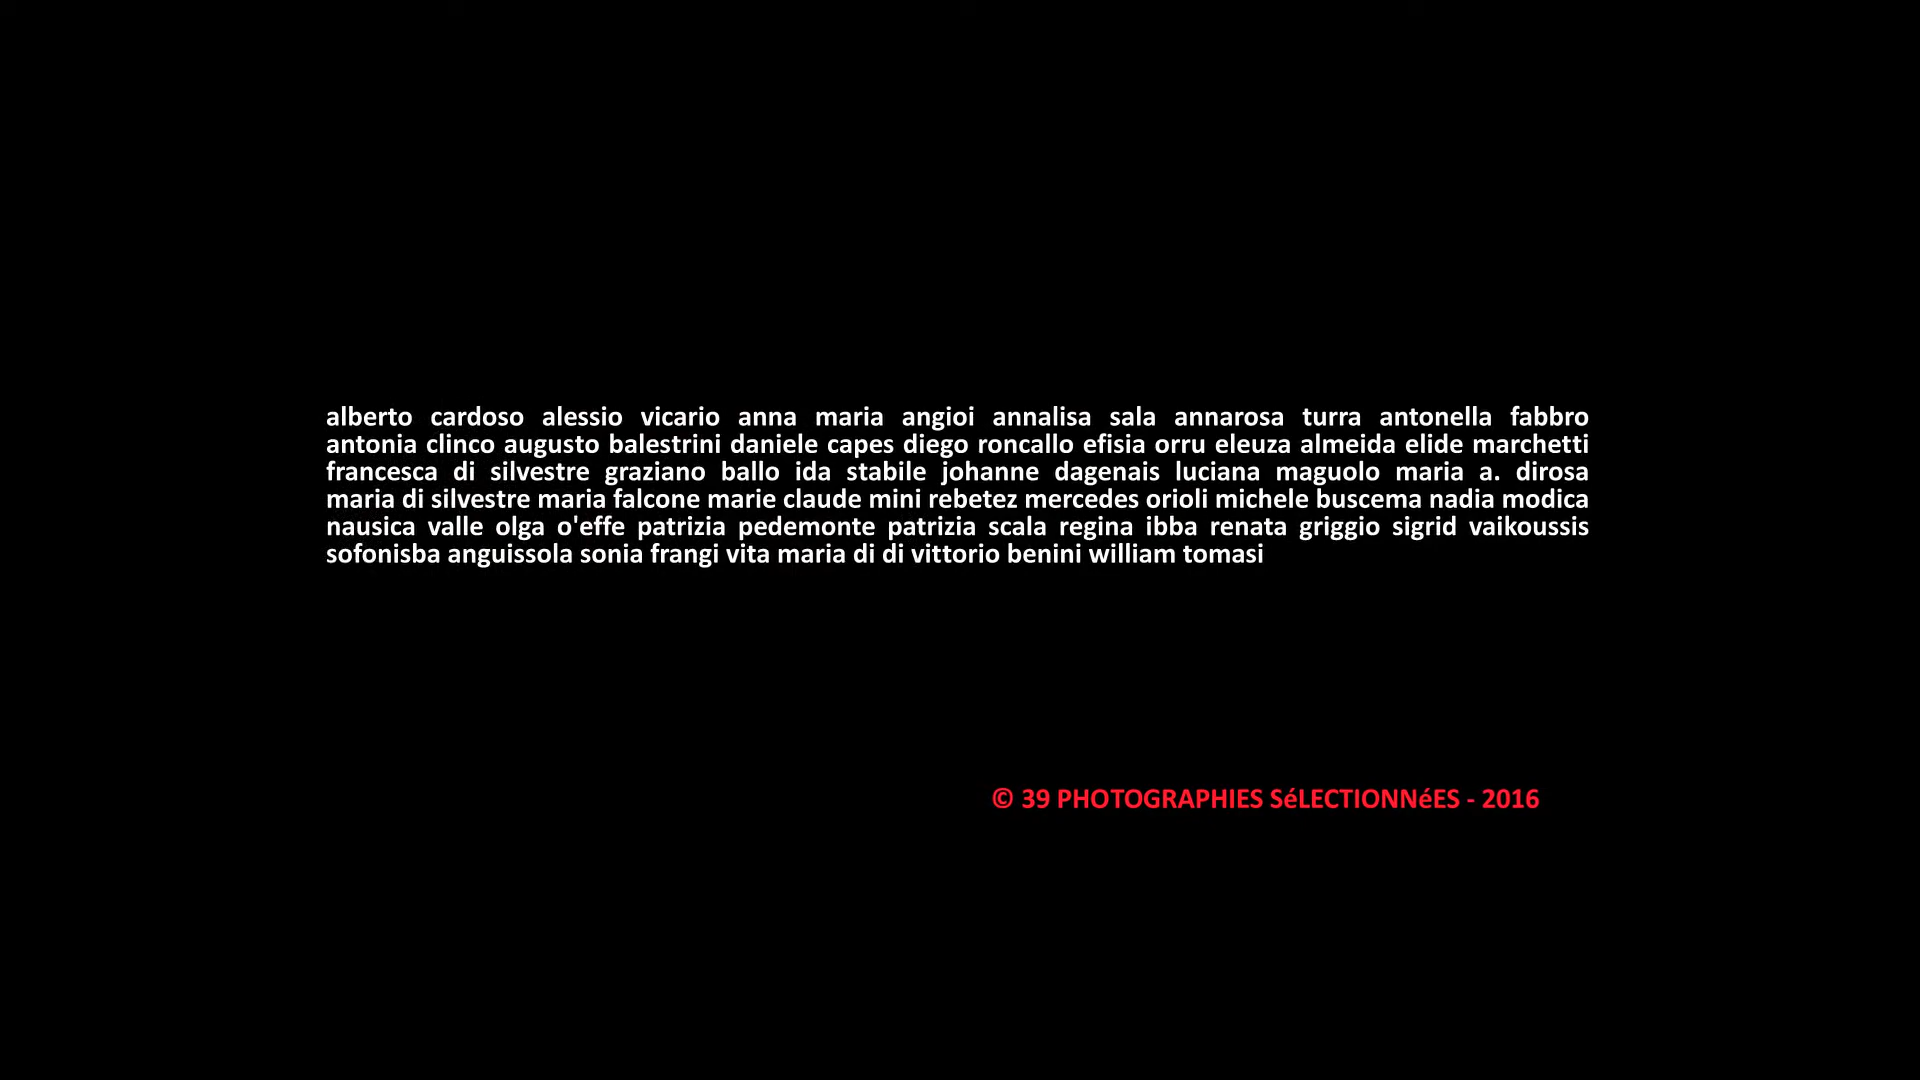 alberto cardoso alessio vicario anna maria angioi annalisa sala annarosa turra antonella fabbro
antonia clinco augusto balestrini daniele capes diego roncallo efisia orru eleuza almeida elide marchetti
francesca di silvestre graziano ballo ida stabile johanne dagenais luciana maguolo maria a. dirosa
maria di silvestre maria falcone marie claude mini rebetez mercedes orioli michele buscema nadia modica
nausica valle olga o'effe patrizia pedemonte patrizia scala regina ibba renata griggio sigrid vaikoussis
sofonisba anguissola sonia frangi vita maria di di vittorio benini william tomasi
© 39 PHOTOGRAPHIES SéLECTIONNéES - 2016